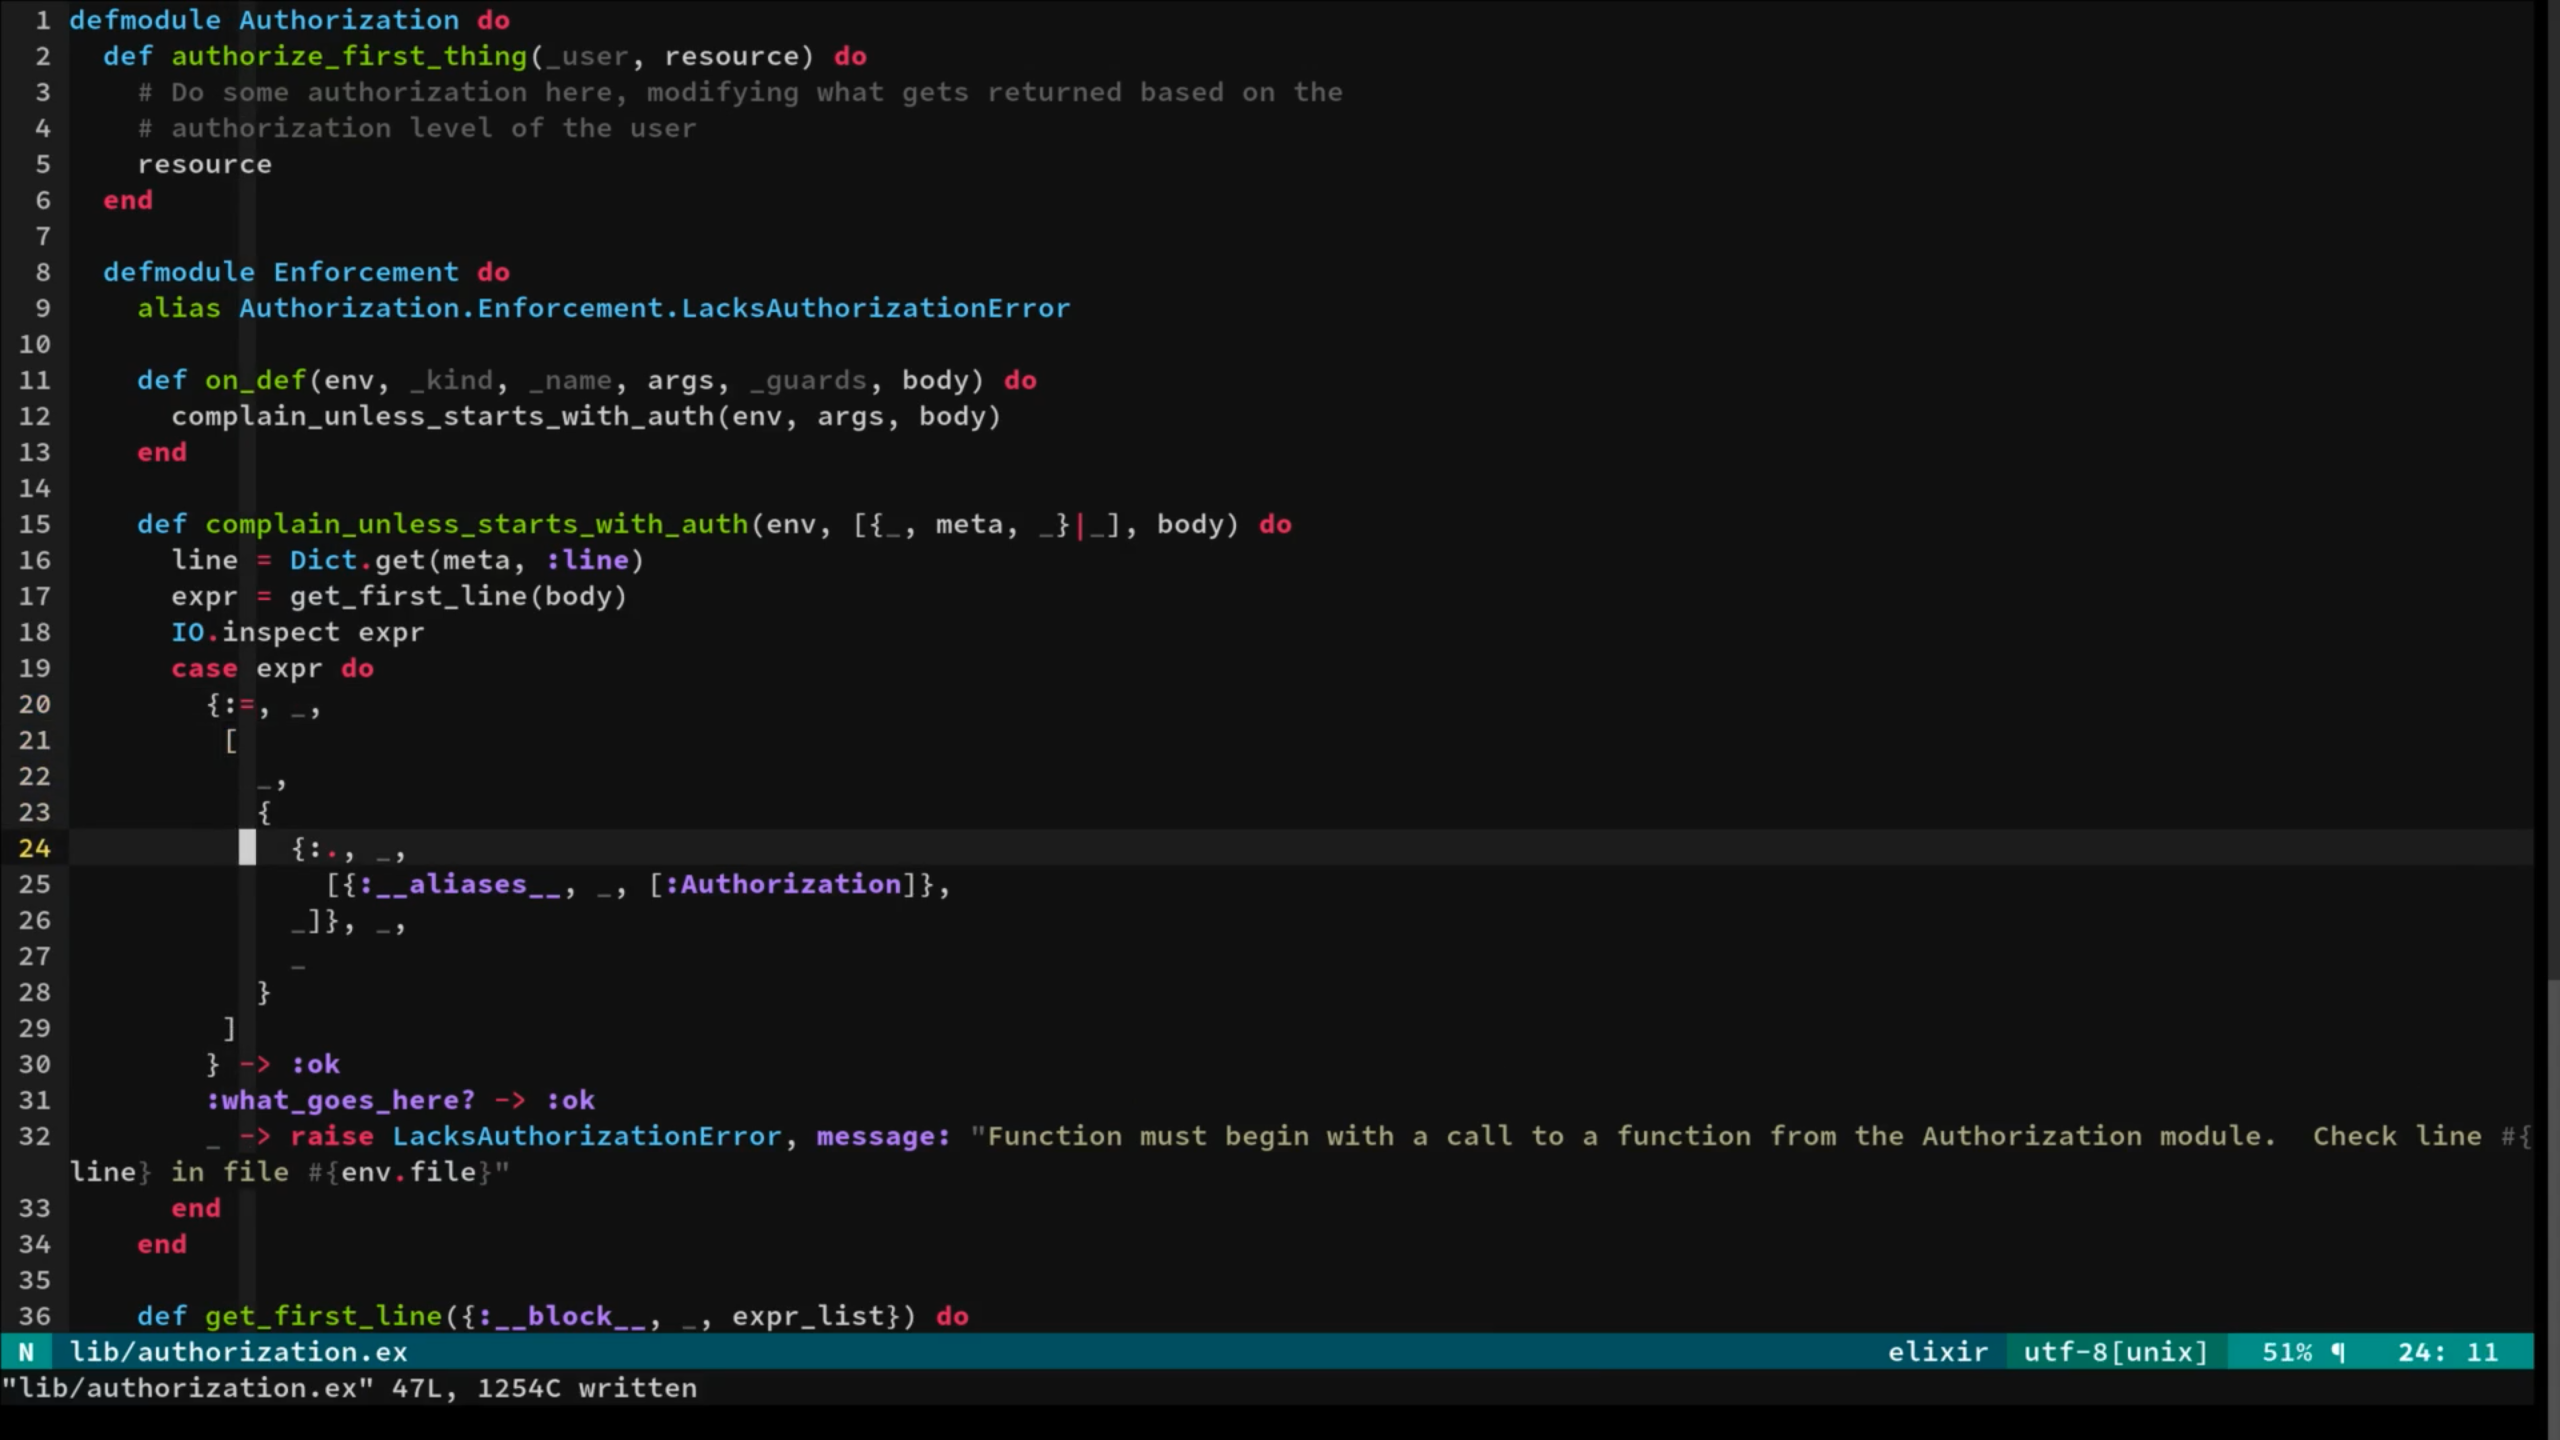 1 defmodule Authorization do
2   def authorize_first_thing(_user, resource) do
3     # Do some authorization here, modifying what gets returned based on the
4     # authorization level of the user
5     resource
6   end
7
8   defmodule Enforcement do
9     alias Authorization.Enforcement.LacksAuthorizationError
10
11     def on_def(env, _kind, _name, args, _guards, body) do
12       complain_unless_starts_with_auth(env, args, body)
13     end
14
15     def complain_unless_starts_with_auth(env, [{_, meta, _}|_], body) do
16       line = Dict.get(meta, :line)
17       expr = get_first_line(body)
18       IO.inspect expr
19       case expr do
20         {:=, _,
21          [
22            _,
23            {
24              {:., _,
25                [{:__aliases__, _, [:Authorization]},
26              _]}, _,
27              _
28            }
29          ]
30         } -> :ok
31         :what_goes_here? -> :ok
32         _ -> raise LacksAuthorizationError, message: "Function must begin with a call to a function from the Authorization module.  Check line #{
line} in file #{env.file}"
33       end
34     end
35
36     def get_first_line({:__block__, _, expr_list}) do
N lib/authorization.ex elixir utf-8[unix] 51% ¶ 24: 11
"lib/authorization.ex" 47L, 1254C written